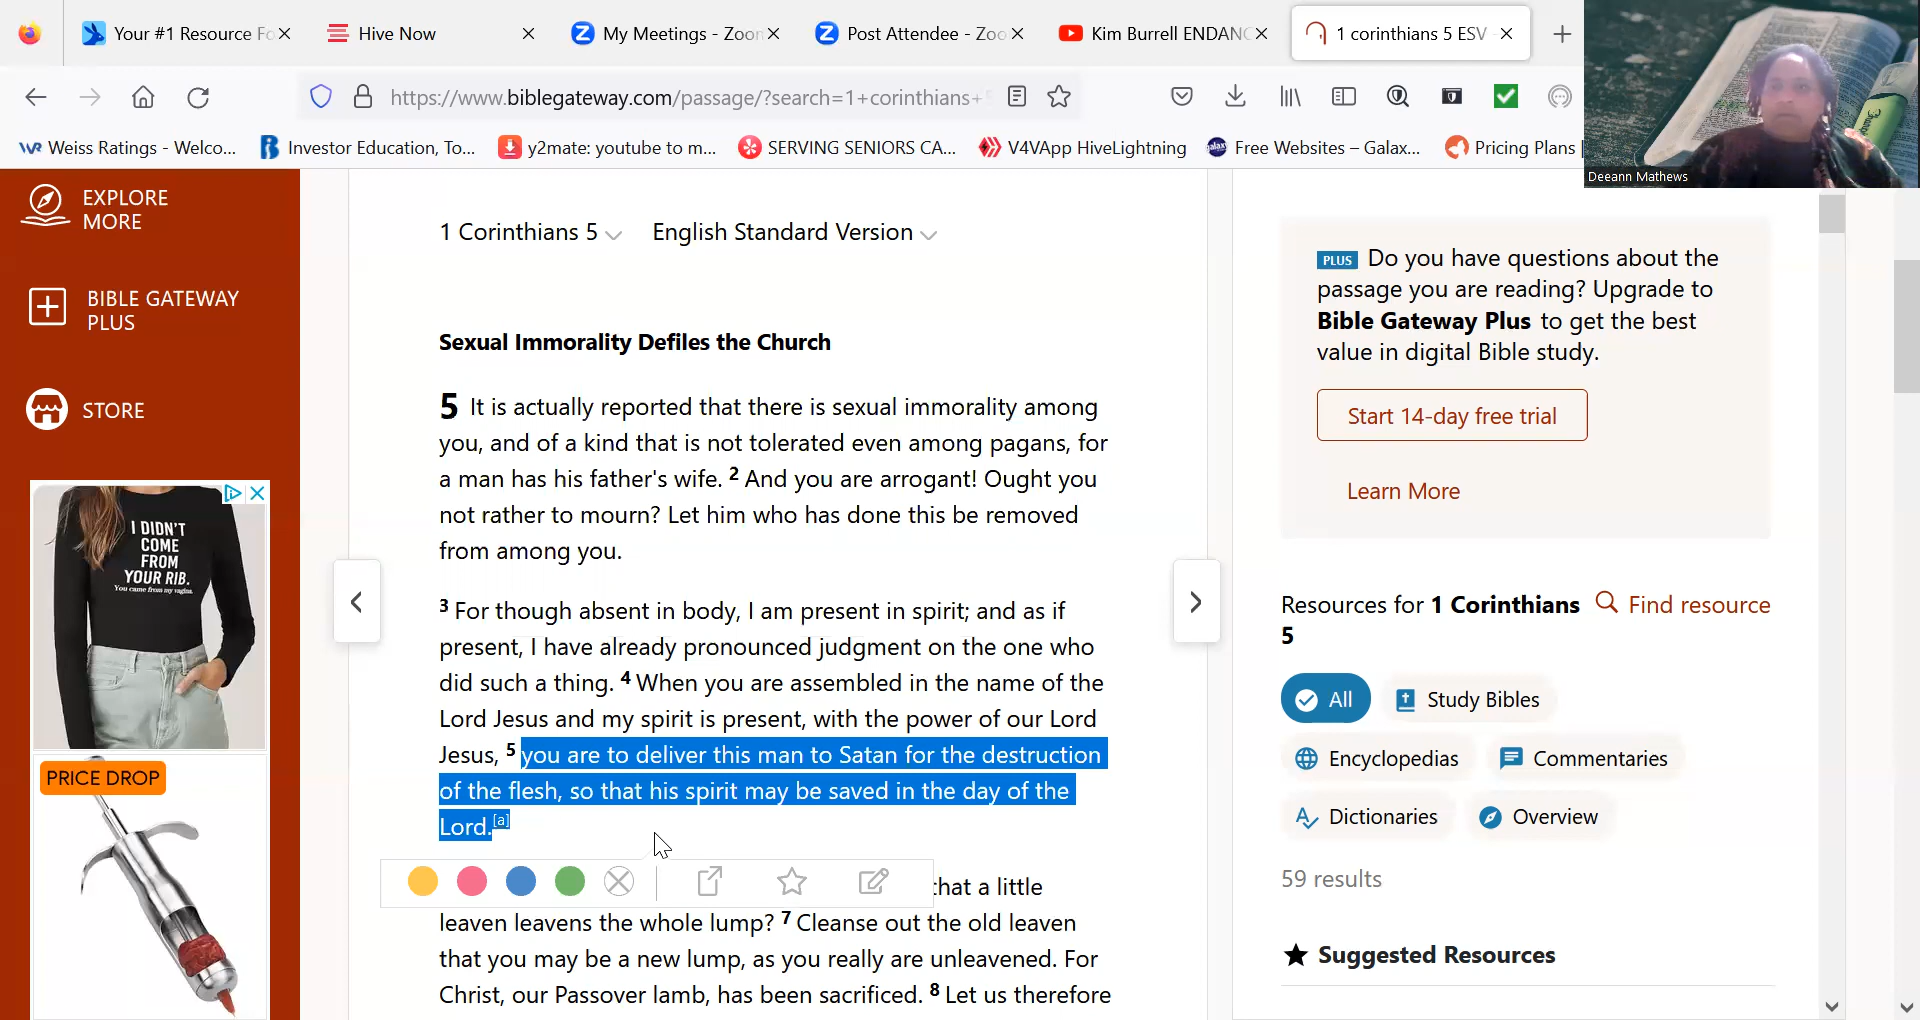 Your #1 Resource Fo
Hive Now
My Meetings - Zoom
Post Attendee - Zoo
Kim Burrell ENDANG
1 corinthians 5 ESV -
https://www.biblegateway.com/passage/?search=1+corinthians+
Weiss Ratings - Welco...
Investor Education, To...
y2mate: youtube to m...
SERVING SENIORS CA...
V4VApp HiveLightning
Free Websites – Galax...
Pricing Plans |
Deeann Mathews
EXPLORE
MORE
BIBLE GATEWAY
PLUS
STORE
I DIDN'T
COME
FROM
YOUR RIB.
You came from my vagina.
PRICE DROP
1 Corinthians 5 English Standard Version
Sexual Immorality Defiles the Church
5 It is actually reported that there is sexual immorality among
you, and of a kind that is not tolerated even among pagans, for
a man has his father's wife. 2 And you are arrogant! Ought you
not rather to mourn? Let him who has done this be removed
from among you.
3 For though absent in body, I am present in spirit; and as if
present, I have already pronounced judgment on the one who
did such a thing. 4 When you are assembled in the name of the
Lord Jesus and my spirit is present, with the power of our Lord
Jesus, 5 you are to deliver this man to Satan for the destruction
of the flesh, so that his spirit may be saved in the day of the
Lord.[a]
that a little
leaven leavens the whole lump? 7 Cleanse out the old leaven
that you may be a new lump, as you really are unleavened. For
Christ, our Passover lamb, has been sacrificed. 8 Let us therefore
PLUS Do you have questions about the
passage you are reading? Upgrade to
Bible Gateway Plus to get the best
value in digital Bible study.
Start 14-day free trial
Learn More
Resources for 1 Corinthians
5
Find resource
All
Study Bibles
Encyclopedias
Commentaries
Dictionaries
Overview
59 results
Suggested Resources